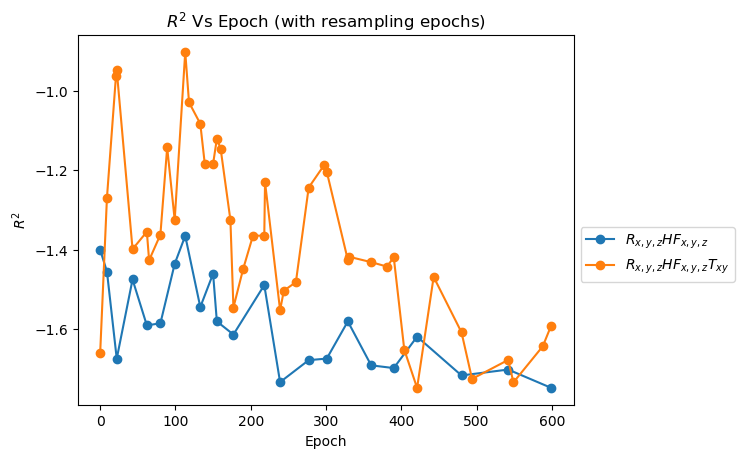 R² Vs Epoch (with resampling epochs)
R²
−1.0
−1.2
−1.4
−1.6
0 100 200 300 400 500 600
Epoch
R_{x,y,z}HF_{x,y,z}
R_{x,y,z}HF_{x,y,z}T_{xy}